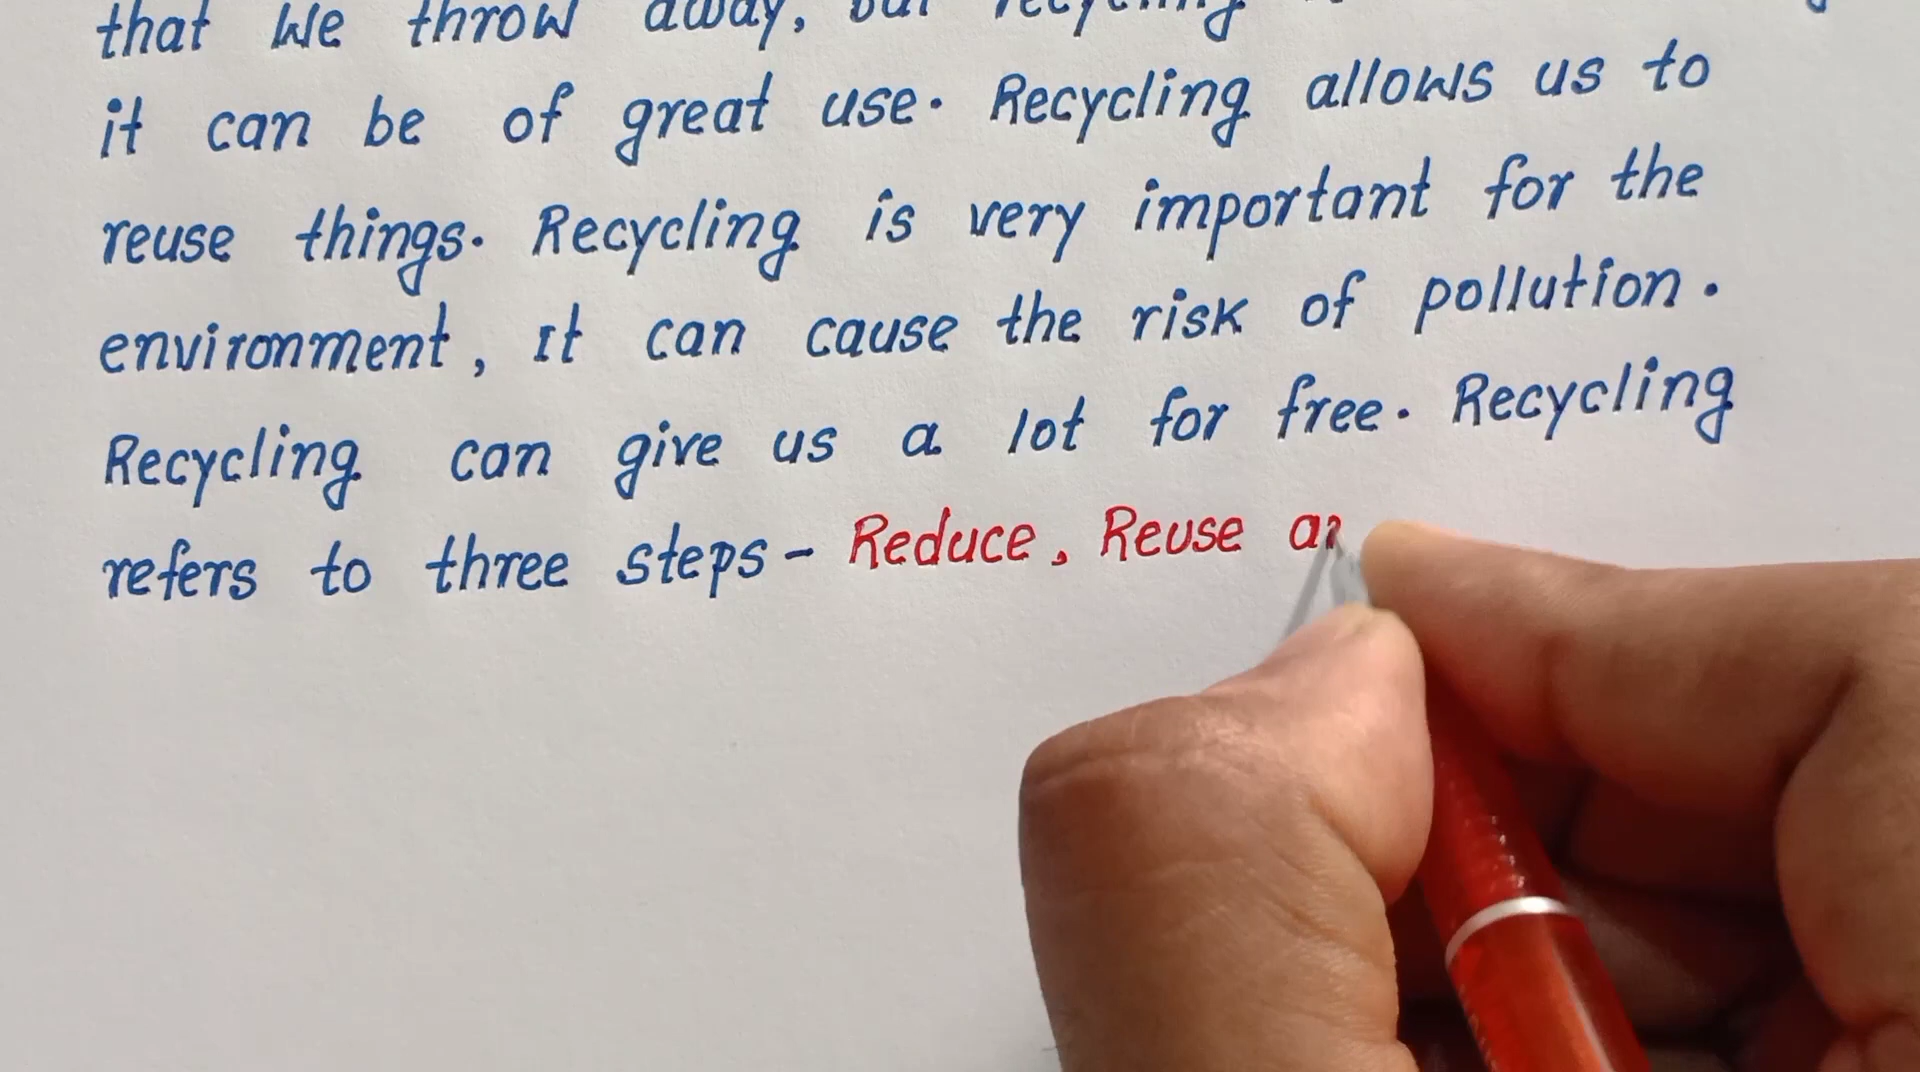 that we throw away, but recycling
it can be of great use. Recycling allows us to
reuse things. Recycling is very important for the
environment, It can cause the risk of pollution.
Recycling can give us a lot for free. Recycling
refers to three steps- Reduce, Reuse